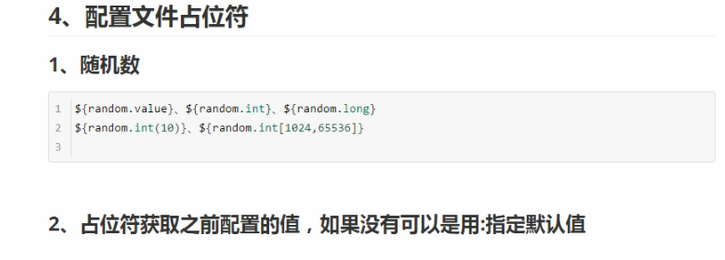 4、配置文件占位符
1、随机数
1 ${random.value}、${random.int}、${random.long}
2 ${random.int(10)}、${random.int[1024,65536]}
3
2、占位符获取之前配置的值，如果没有可以是用:指定默认值